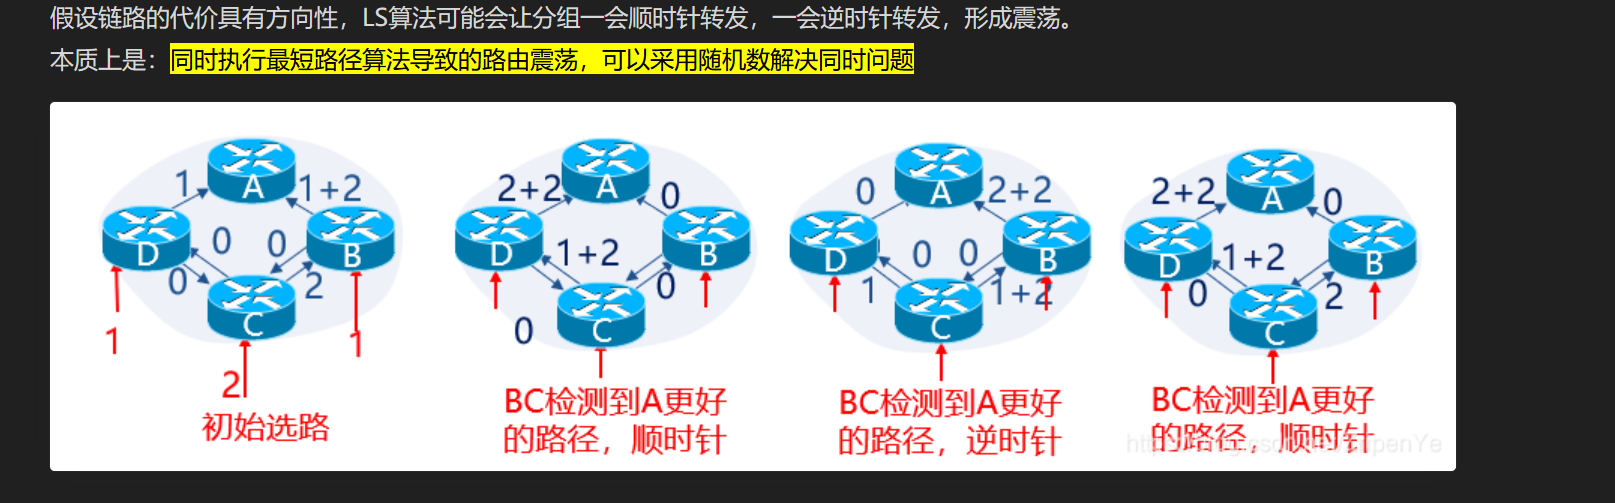 假设链路的代价具有方向性，LS算法可能会让分组一会顺时针转发，一会逆时针转发，形成震荡。
本质上是：同时执行最短路径算法导致的路由震荡，可以采用随机数解决同时问题
A
1
1+2
D
B
0
0
0
2
C
1
1
2
初始选路
A
2+2
0
D
B
1+2
0
0
C
BC检测到A更好
的路径，顺时针
A
0
2+2
D
B
0
0
1
1+2
C
BC检测到A更好
的路径，逆时针
A
2+2
0
D
B
1+2
0
2
C
BC检测到A更好
的路径，顺时针